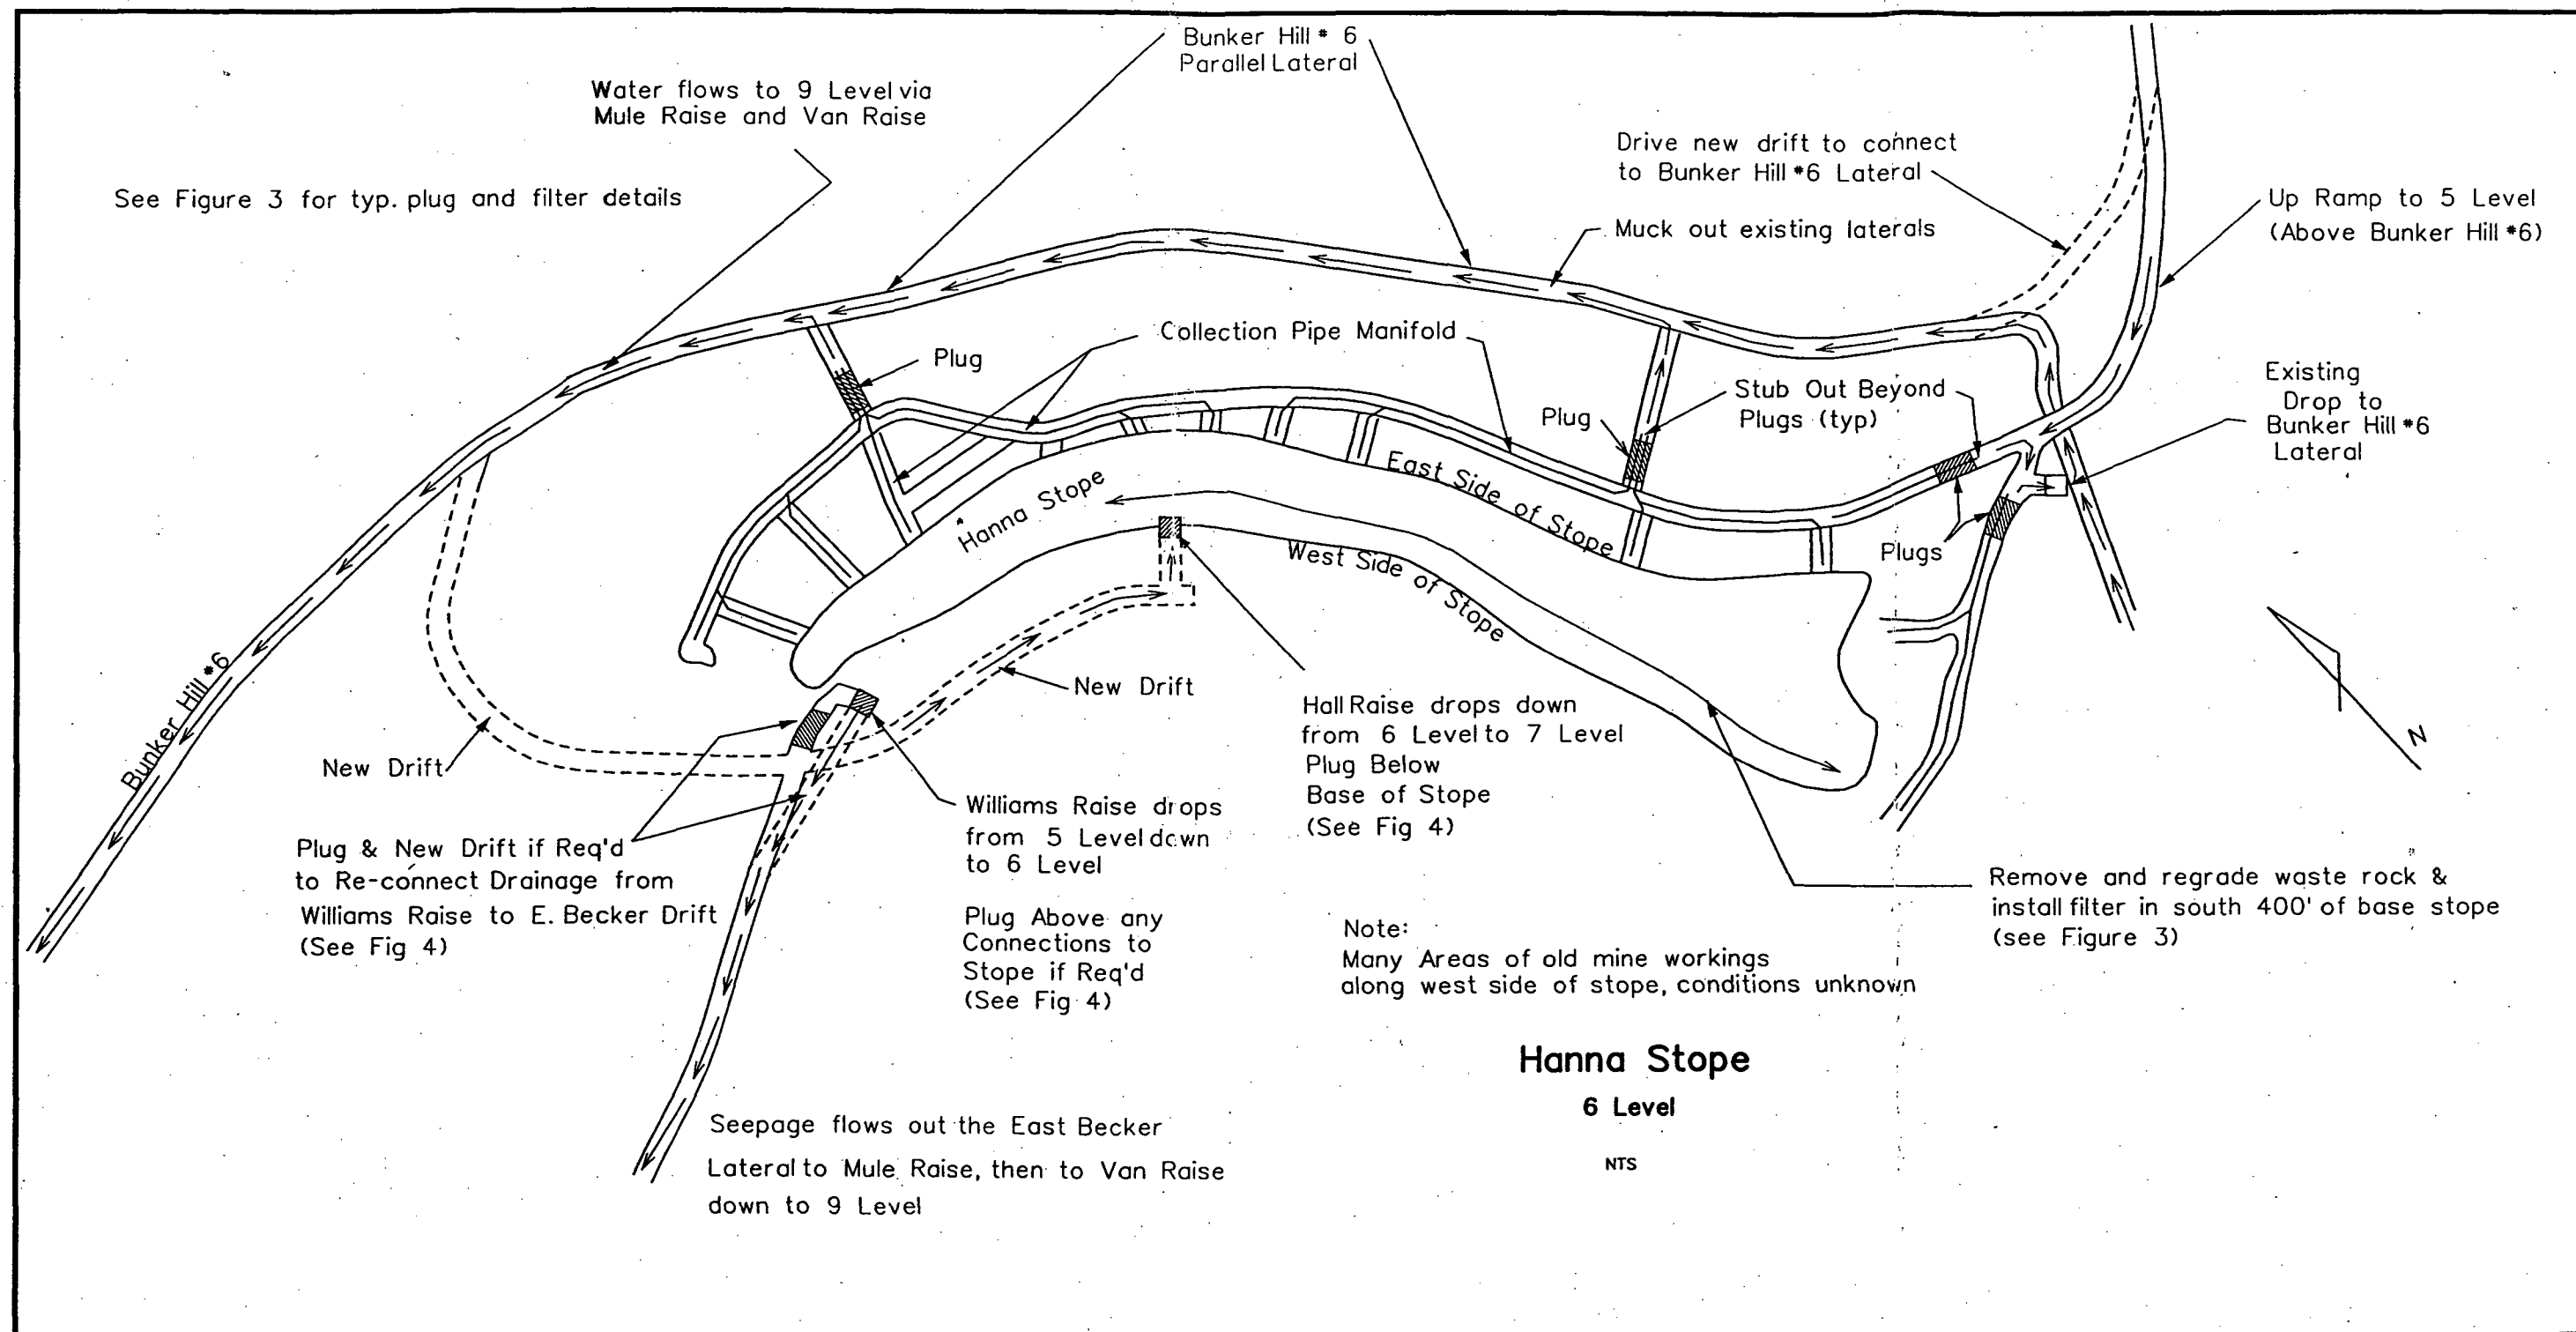 Bunker Hill # 6
Parallel Lateral
Water flows to 9 Level via
Mule Raise and Van Raise
See Figure 3 for typ. plug and filter details
Drive new drift to connect
to Bunker Hill #6 Lateral
Muck out existing laterals
Up Ramp to 5 Level
(Above Bunker Hill #6)
Collection Pipe Manifold
Plug
Stub Out Beyond
Plugs (typ)
Plug
Existing
Drop to
Bunker Hill #6
Lateral
Hanna Stope
East Side of Stope
West Side of Stope
Plugs
Bunker Hill #6
New Drift
New Drift
N
Hall Raise drops down
from 6 Level to 7 Level
Plug Below
Base of Stope
(See Fig 4)
Williams Raise drops
from 5 Level down
to 6 Level
Plug Above any
Connections to
Stope if Req'd
(See Fig 4)
Plug & New Drift if Req'd
to Re-connect Drainage from
Williams Raise to E. Becker Drift
(See Fig 4)
Remove and regrade waste rock &
install filter in south 400' of base stope
(see Figure 3)
Note:
Many Areas of old mine workings
along west side of stope, conditions unknown
Hanna Stope
6 Level
NTS
Seepage flows out the East Becker
Lateral to Mule Raise, then to Van Raise
down to 9 Level